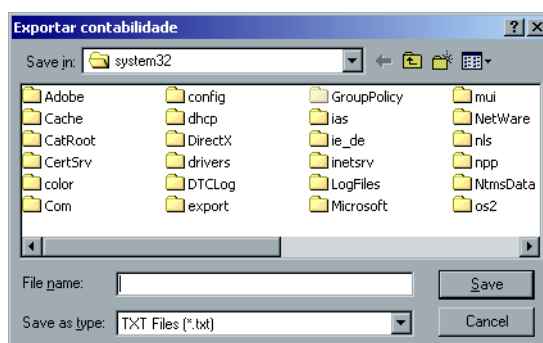 Exportar contabilidade
Save in: system32
Adobe config GroupPolicy mui
Cache dhcp ias NetWare
CatRoot DirectX ie_de nls
CertSrv drivers inetsrv npp
color DTCLog LogFiles NtmsData
Com export Microsoft os2
File name: Save
Save as type: TXT Files (*.txt) Cancel